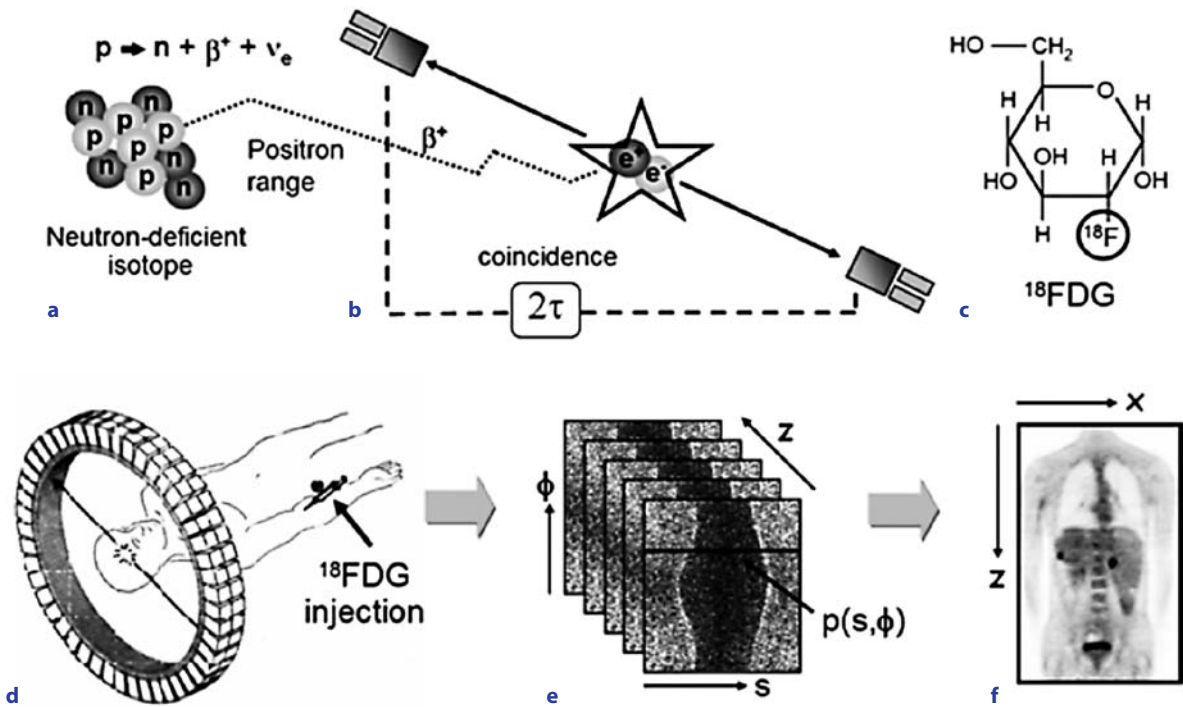 p → n + β⁺ + νₑ
n
n
p
p
p
p
p
n
n
n
Positron
range
Neutron-deficient
isotope
a
β⁺
e⁺
e⁻
coincidence
2τ
b
HO
CH₂
O
H
H
H
OH
H
HO
OH
H
¹⁸F
¹⁸FDG
c
¹⁸FDG
injection
d
z
ϕ
p(s,ϕ)
s
e
x
z
f